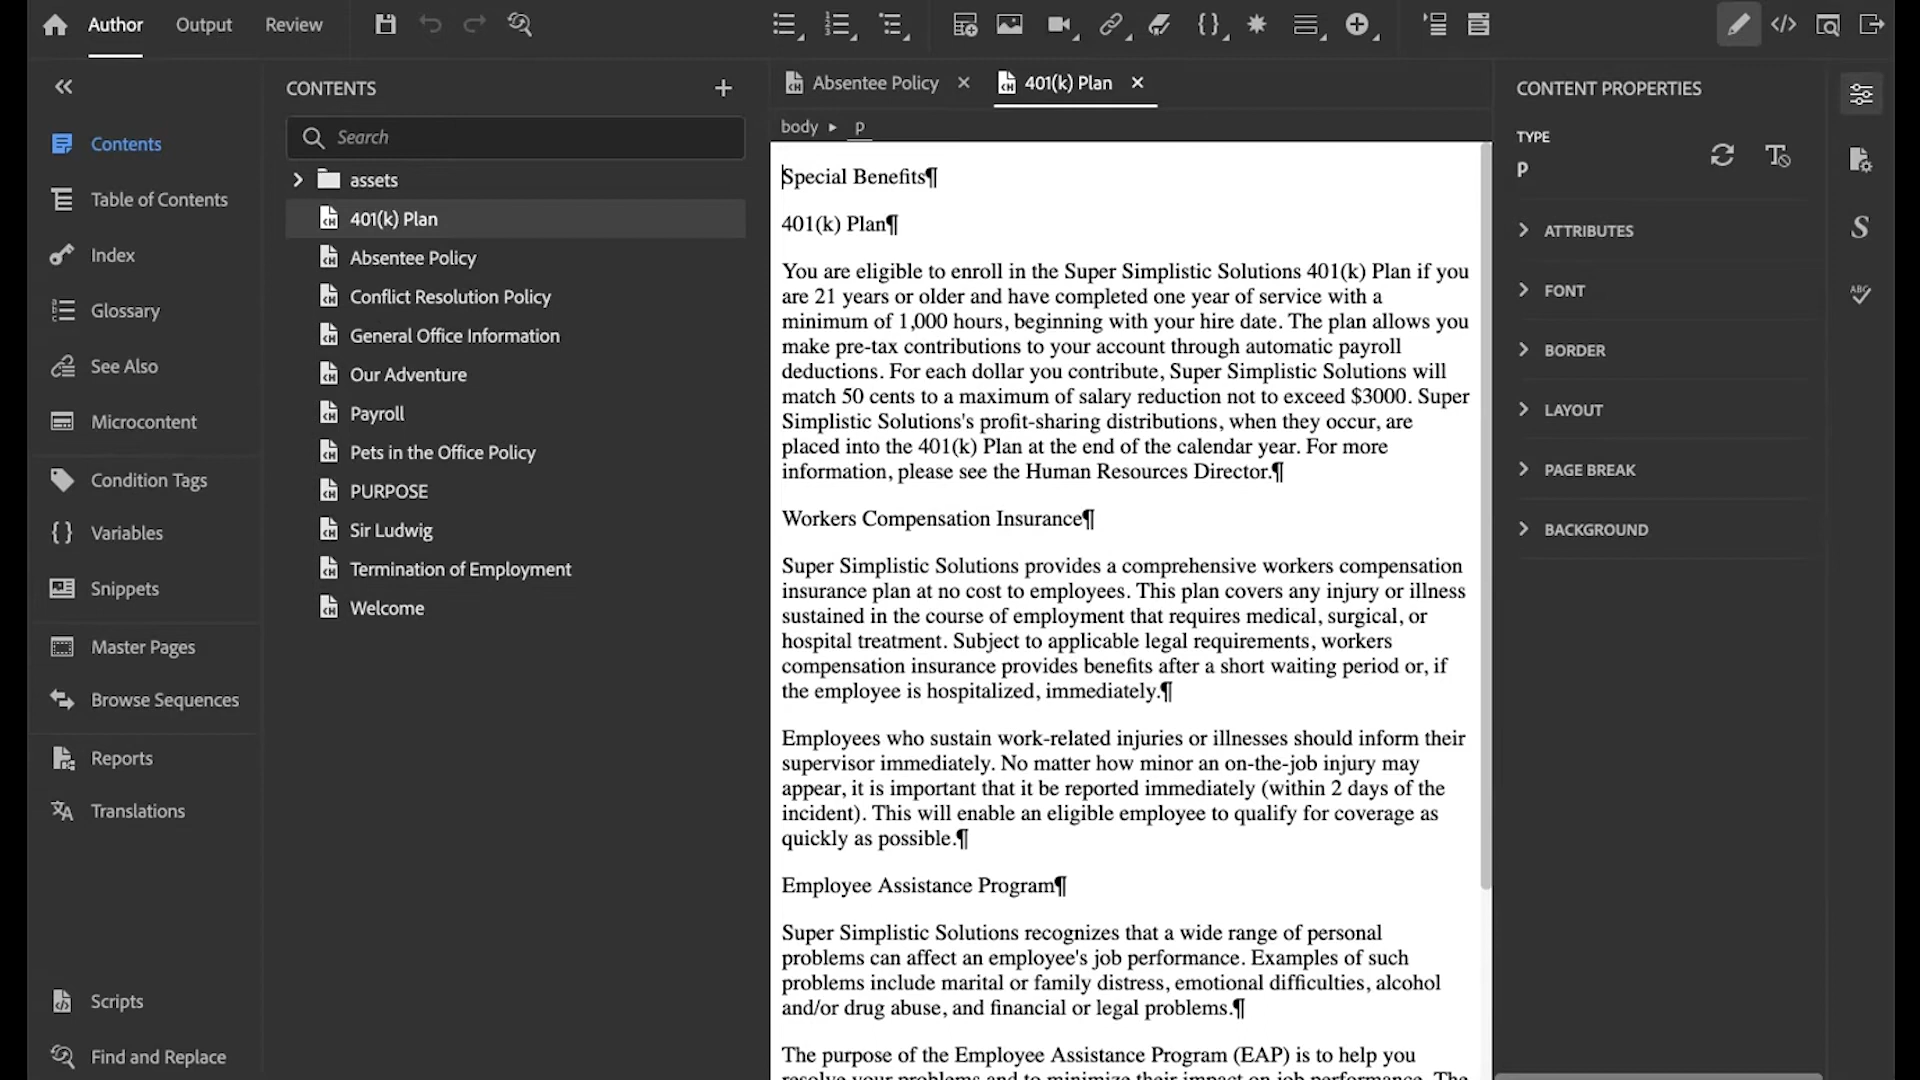 Author
Output
Review
Contents
Table of Contents
Index
Glossary
See Also
Microcontent
Condition Tags
Variables
Snippets
Master Pages
Browse Sequences
Reports
Translations
Scripts
Find and Replace
CONTENTS
Search
assets
401(k) Plan
Absentee Policy
Conflict Resolution Policy
General Office Information
Our Adventure
Payroll
Pets in the Office Policy
PURPOSE
Sir Ludwig
Termination of Employment
Welcome
Absentee Policy
401(k) Plan
body ▸ p
Special Benefits¶
401(k) Plan¶
You are eligible to enroll in the Super Simplistic Solutions 401(k) Plan if you
are 21 years or older and have completed one year of service with a
minimum of 1,000 hours, beginning with your hire date. The plan allows you
make pre-tax contributions to your account through automatic payroll
deductions. For each dollar you contribute, Super Simplistic Solutions will
match 50 cents to a maximum of salary reduction not to exceed $3000. Super
Simplistic Solutions's profit-sharing distributions, when they occur, are
placed into the 401(k) Plan at the end of the calendar year. For more
information, please see the Human Resources Director.¶
Workers Compensation Insurance¶
Super Simplistic Solutions provides a comprehensive workers compensation
insurance plan at no cost to employees. This plan covers any injury or illness
sustained in the course of employment that requires medical, surgical, or
hospital treatment. Subject to applicable legal requirements, workers
compensation insurance provides benefits after a short waiting period or, if
the employee is hospitalized, immediately.¶
Employees who sustain work-related injuries or illnesses should inform their
supervisor immediately. No matter how minor an on-the-job injury may
appear, it is important that it be reported immediately (within 2 days of the
incident). This will enable an eligible employee to qualify for coverage as
quickly as possible.¶
Employee Assistance Program¶
Super Simplistic Solutions recognizes that a wide range of personal
problems can affect an employee's job performance. Examples of such
problems include marital or family distress, emotional difficulties, alcohol
and/or drug abuse, and financial or legal problems.¶
The purpose of the Employee Assistance Program (EAP) is to help you
resolve your problems and to minimize their impact on job performance. The
CONTENT PROPERTIES
TYPE
p
ATTRIBUTES
FONT
BORDER
LAYOUT
PAGE BREAK
BACKGROUND
S
ABC